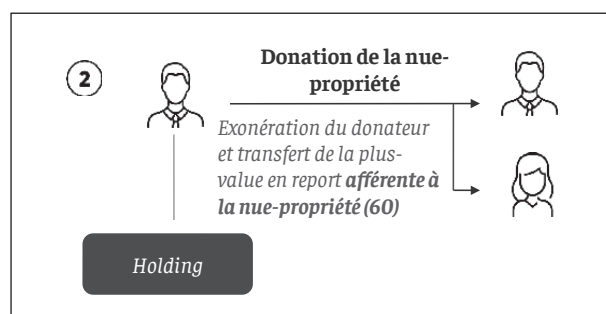 2
Donation de la nue-
propriété
Exonération du donateur
et transfert de la plus-
value en report afférente à
la nue-propriété (60)
Holding